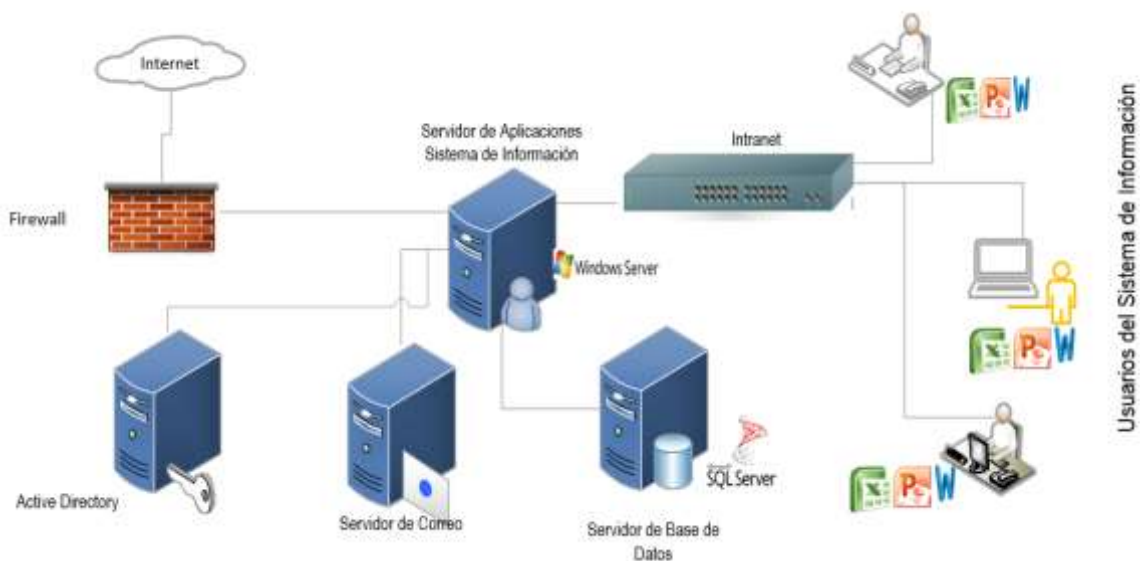 Internet
Servidor de Aplicaciones
Sistema de Información
Intranet
Firewall
Windows Server
Usuarios del Sistema de Información
Active Directory
Servidor de Correo
SQL Server
Servidor de Base de
Datos